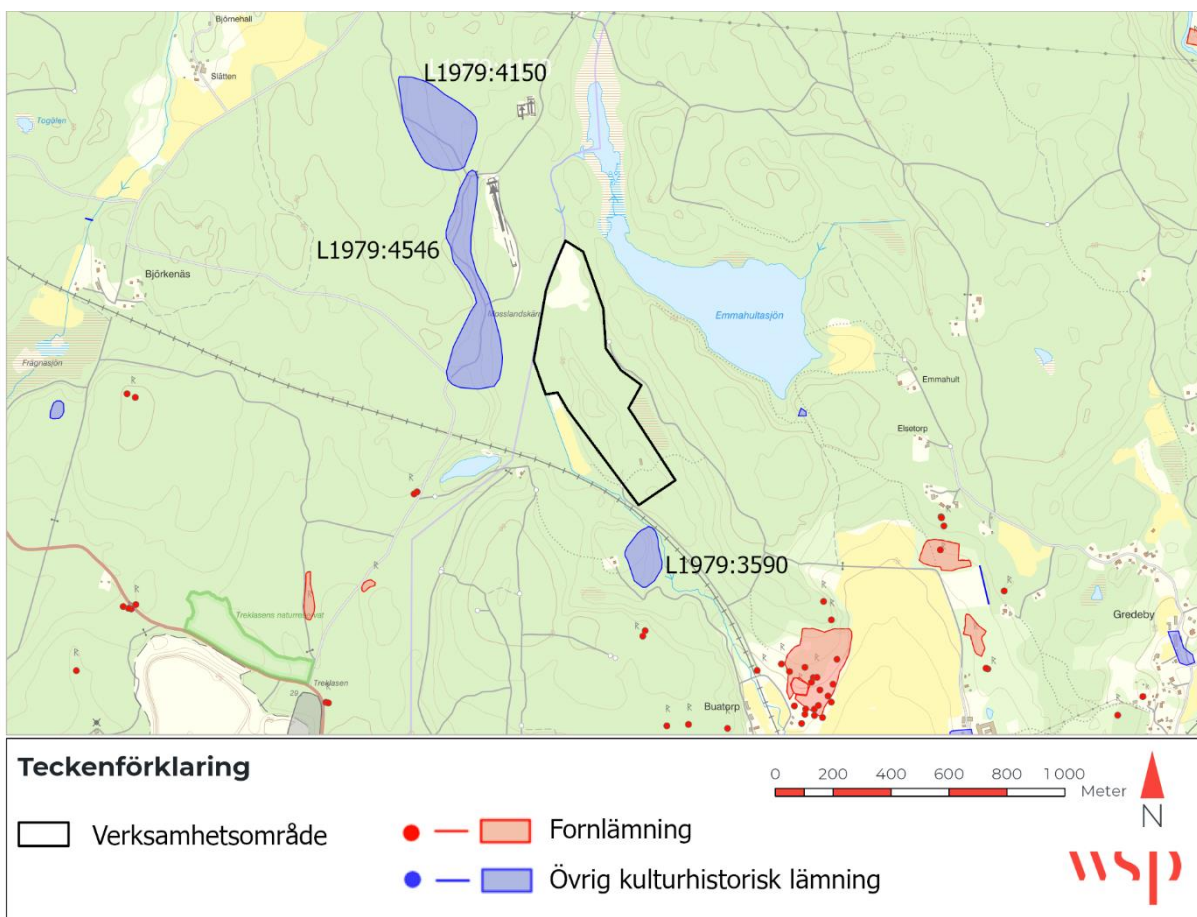 Björnehall
Slätten
L1979:4150
Togölen
L1979:4546
Björkenäs
Mosslandskärr
Emmahultasjön
Frägnasjön
R
Emmahult
Elsetorp
R
R
L1979:3590
R
R
R
R
R
R
Gredeby
Treklasens naturreservat
R
R
Treklasen
29
Buatorp
R
R
R
R
Teckenförklaring
0 200 400 600 800 1 000
Meter
N
Verksamhetsområde
Fornlämning
Övrig kulturhistorisk lämning
wsp